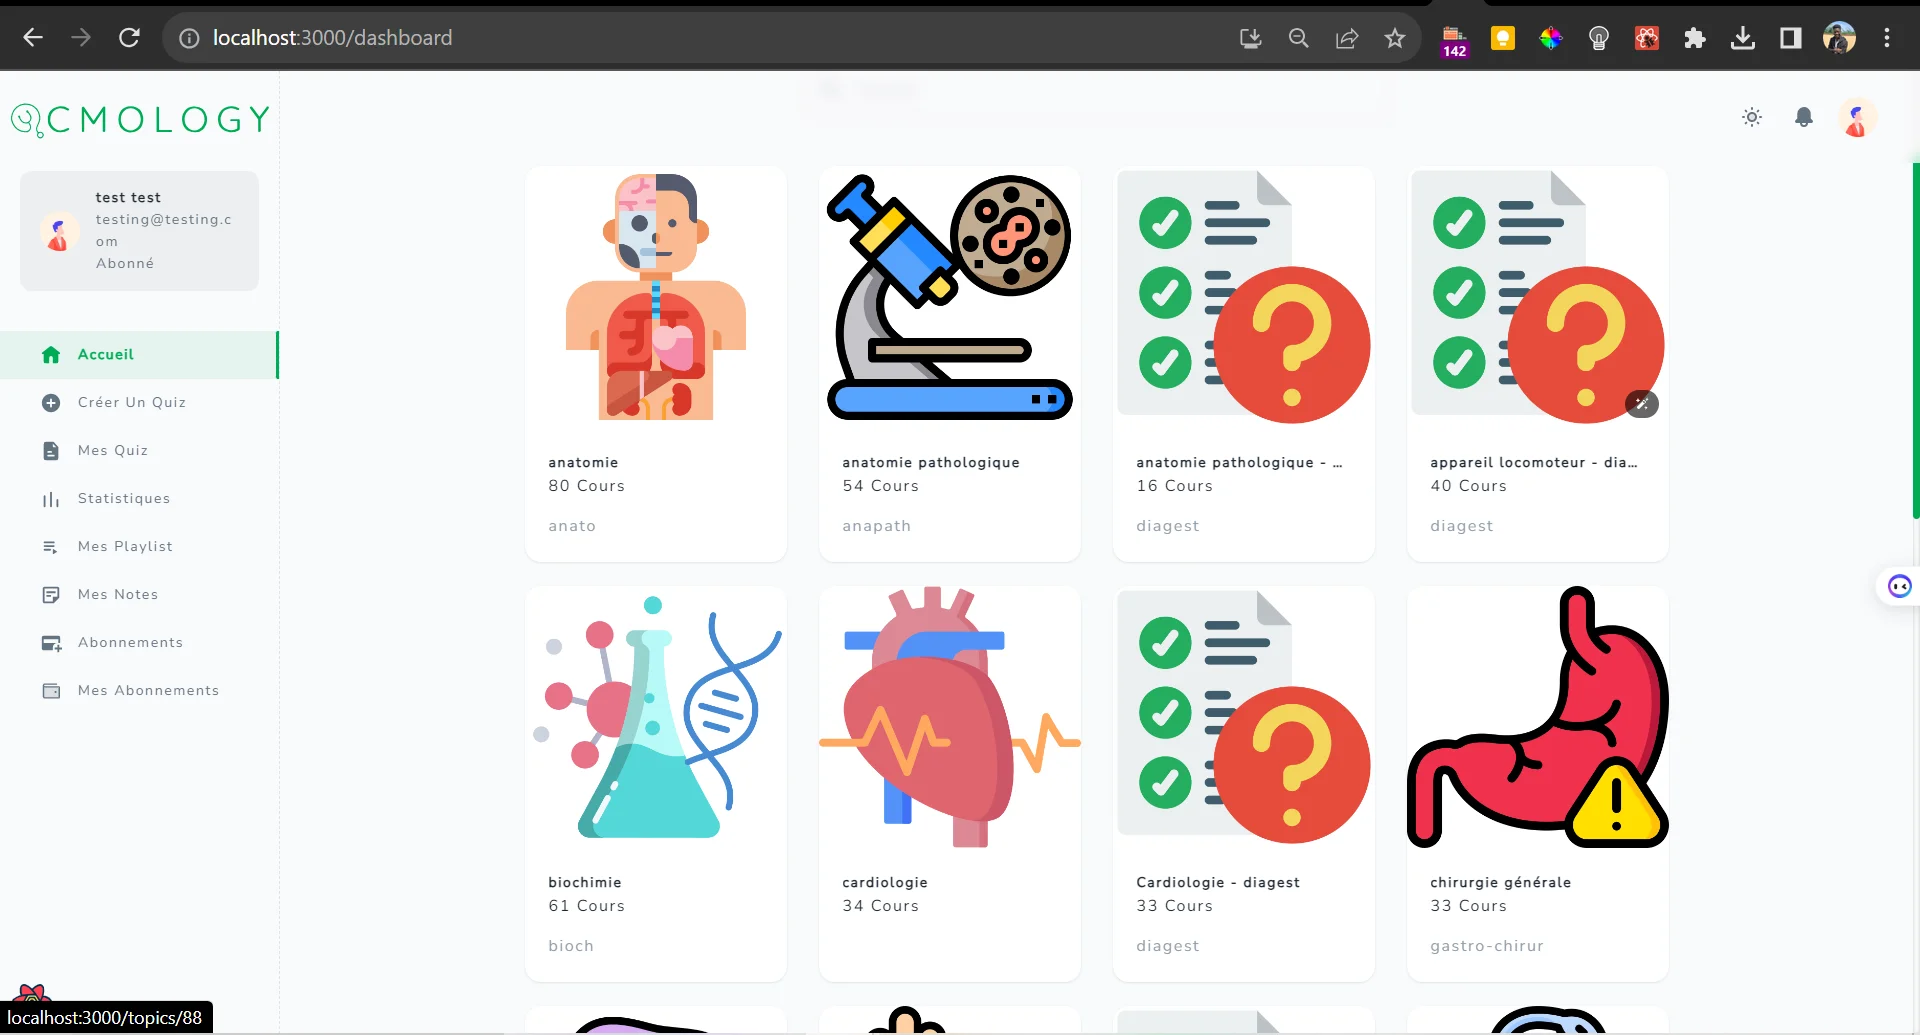 localhost:3000/dashboard
142
QCMOLOGY
test test
testing@testing.c
om
Abonné
Accueil
Créer Un Quiz
Mes Quiz
Statistiques
Mes Playlist
Mes Notes
Abonnements
Mes Abonnements
anatomie
80 Cours
anato
anatomie pathologique
54 Cours
anapath
anatomie pathologique - ...
16 Cours
diagest
appareil locomoteur - dia...
40 Cours
diagest
biochimie
61 Cours
bioch
cardiologie
34 Cours
Cardiologie - diagest
33 Cours
diagest
chirurgie générale
33 Cours
gastro-chirur
localhost:3000/topics/88